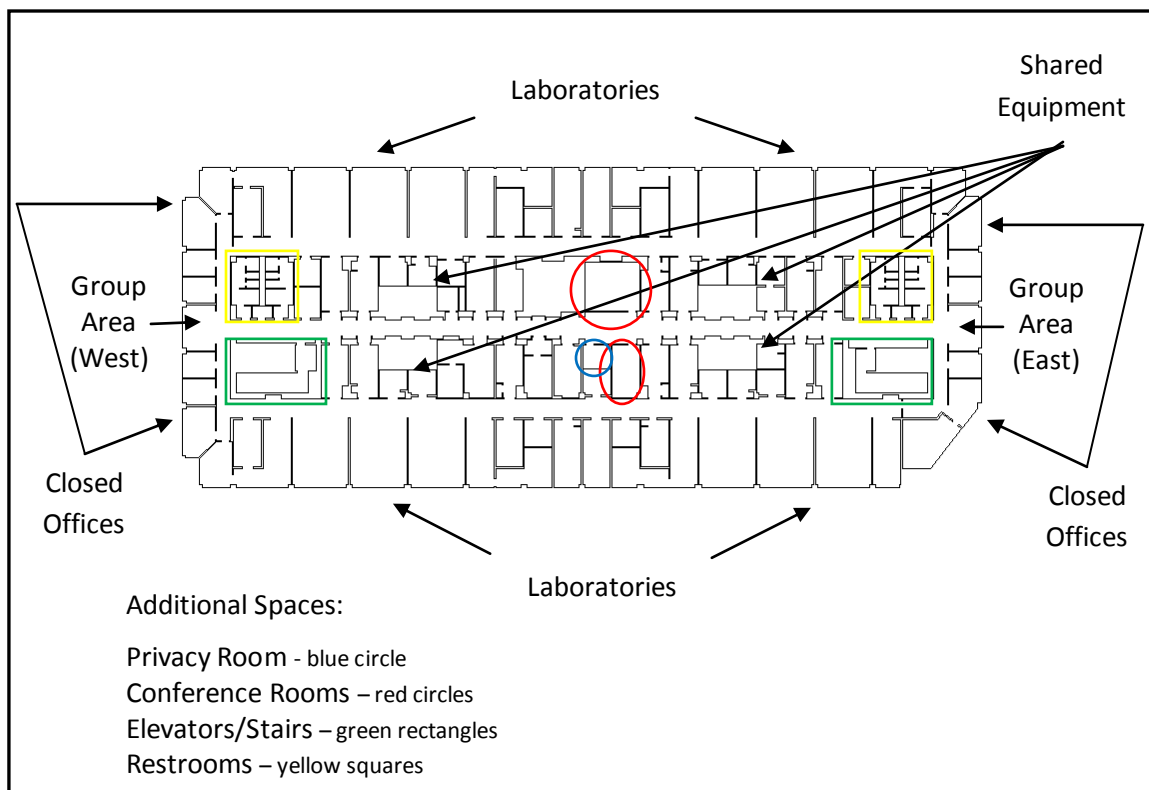 Laboratories
Shared
Equipment
Group
Area
(West)
Group
Area
(East)
Closed
Offices
Closed
Offices
Laboratories
Additional Spaces:
Privacy Room - blue circle
Conference Rooms – red circles
Elevators/Stairs – green rectangles
Restrooms – yellow squares